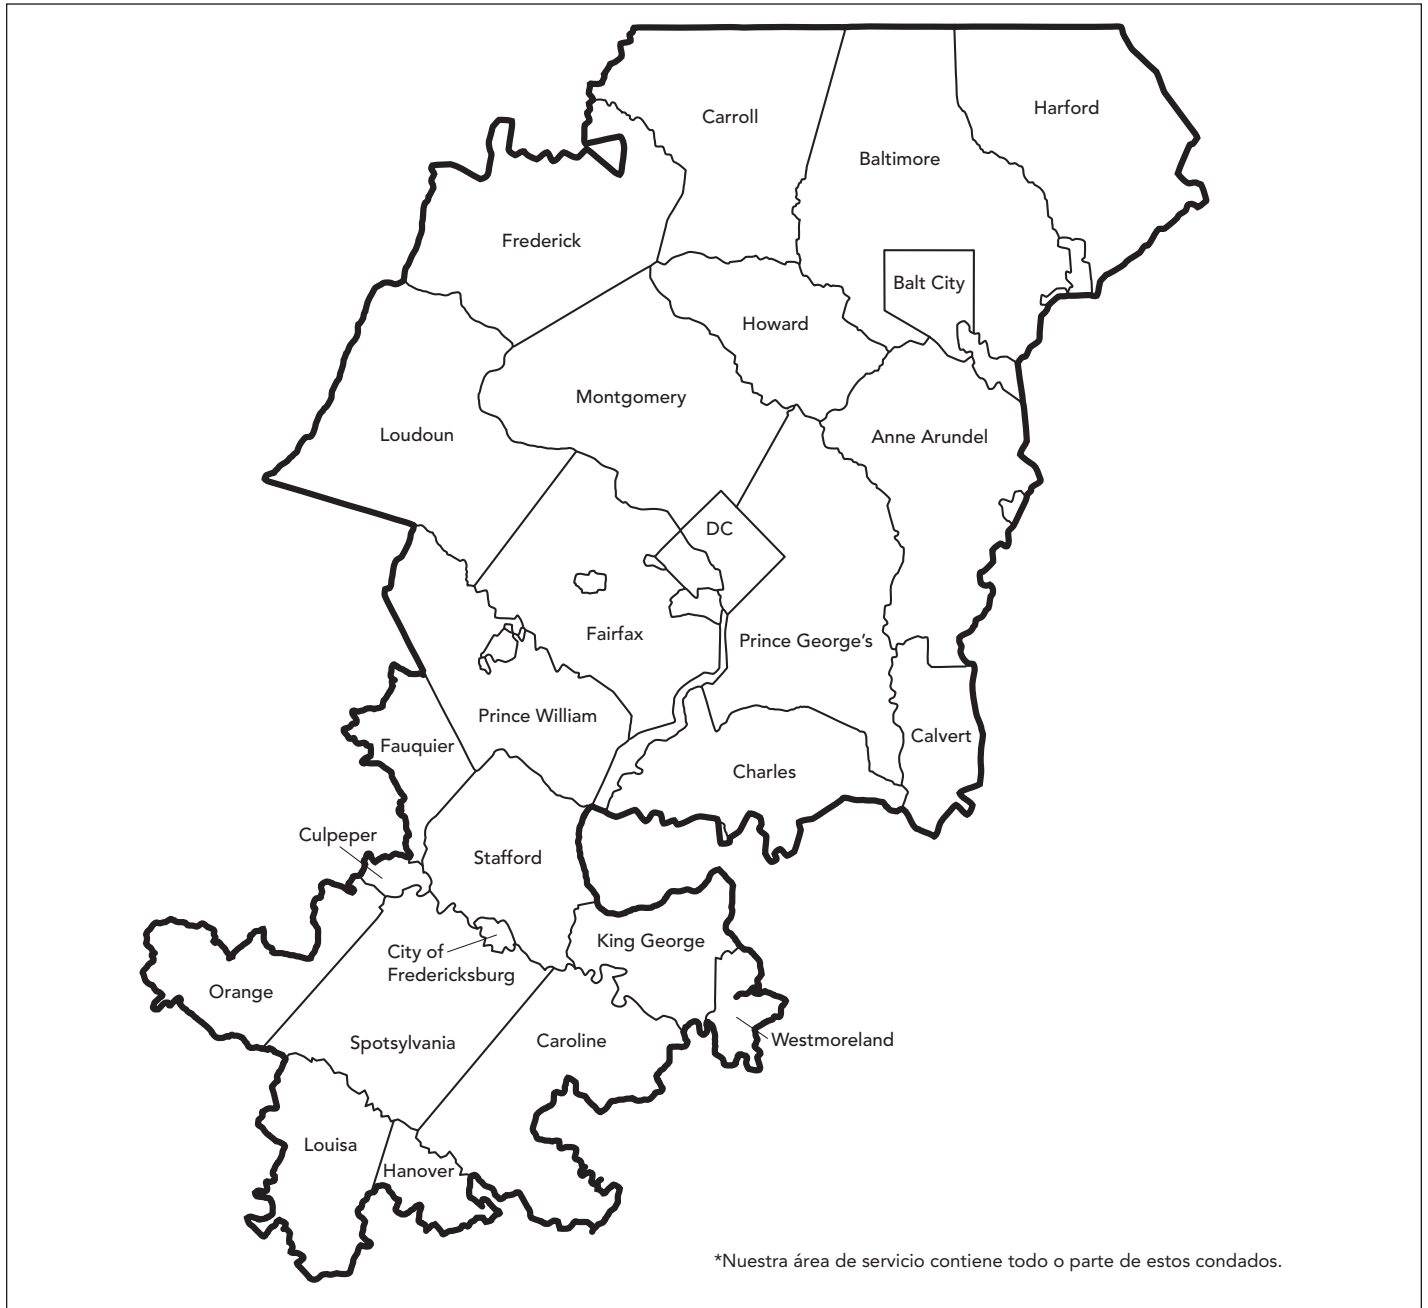 Harford
Carroll
Baltimore
Frederick
Balt City
Howard
Montgomery
Loudoun
Anne Arundel
DC
Fairfax
Prince George’s
Prince William
Calvert
Fauquier
Charles
Culpeper
Stafford
King George
City of
Fredericksburg
Orange
Westmoreland
Spotsylvania
Caroline
Louisa
Hanover
*Nuestra área de servicio contiene todo o parte de estos condados.